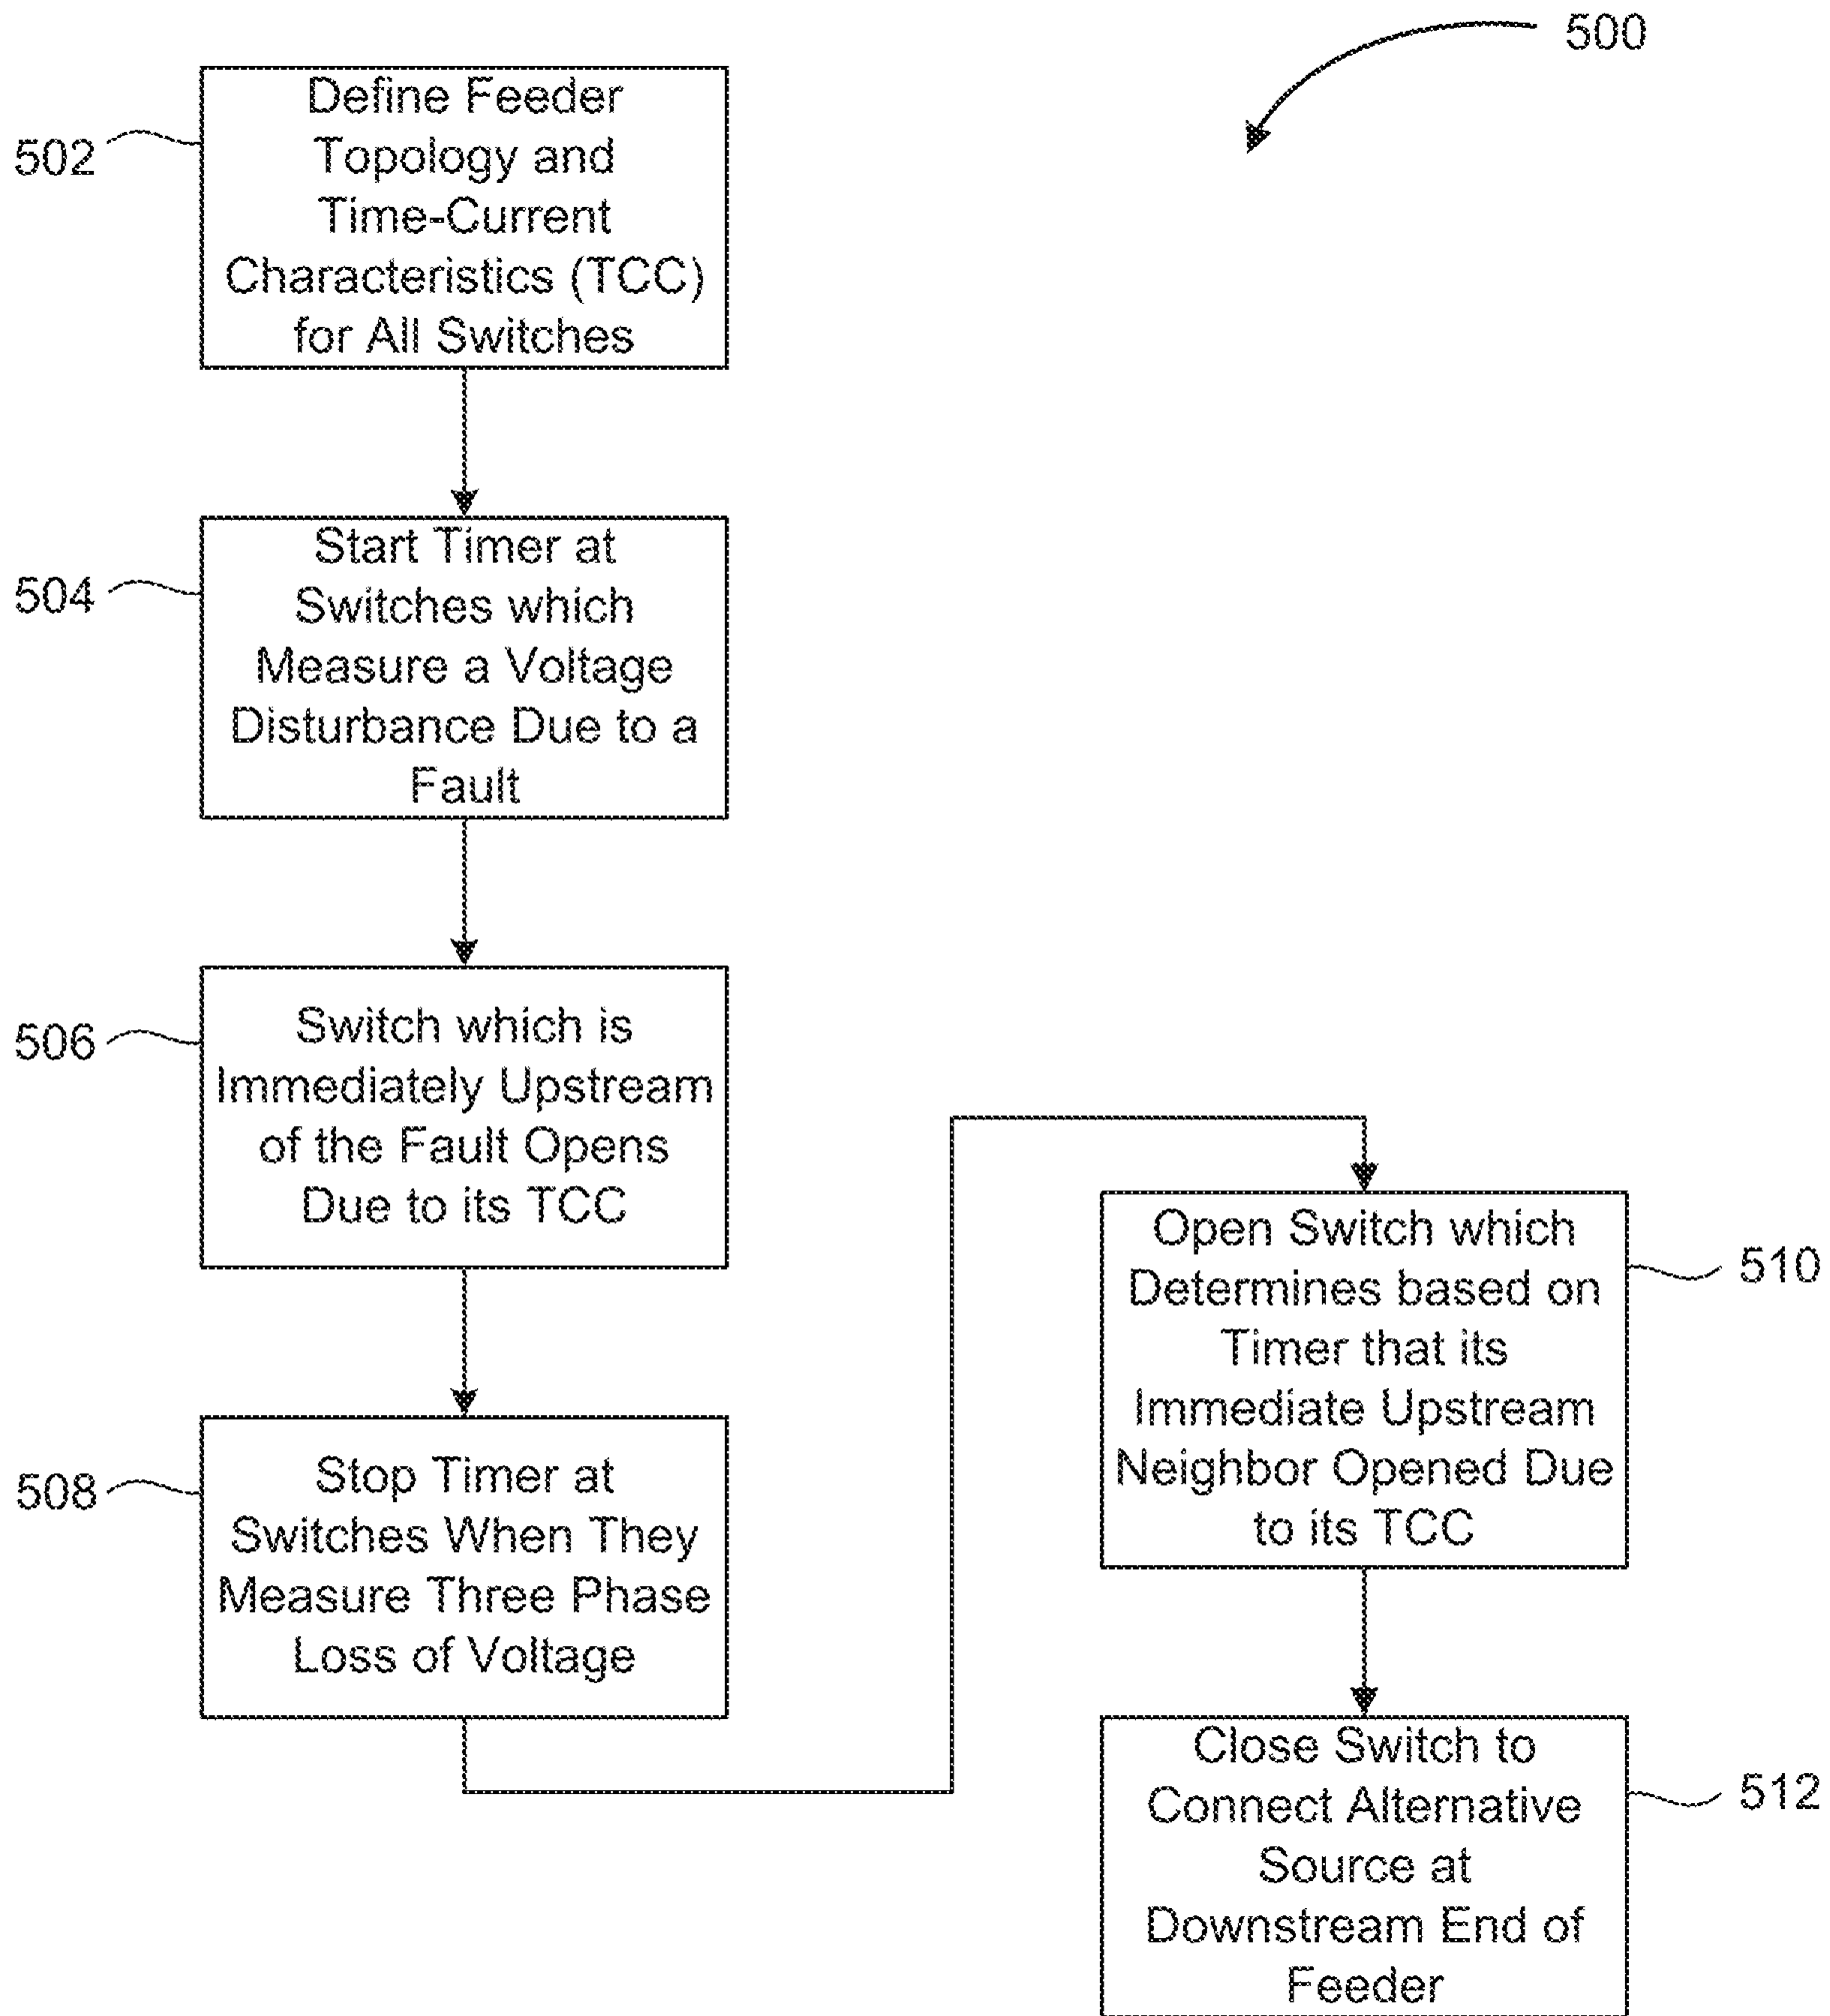 500
502
Define Feeder
Topology and
Time-Current
Characteristics (TCC)
for All Switches
504
Start Timer at
Switches which
Measure a Voltage
Disturbance Due to a
Fault
506
Switch which is
Immediately Upstream
of the Fault Opens
Due to its TCC
508
Stop Timer at
Switches When They
Measure Three Phase
Loss of Voltage
510
Open Switch which
Determines based on
Timer that its
Immediate Upstream
Neighbor Opened Due
to its TCC
512
Close Switch to
Connect Alternative
Source at
Downstream End of
Feeder